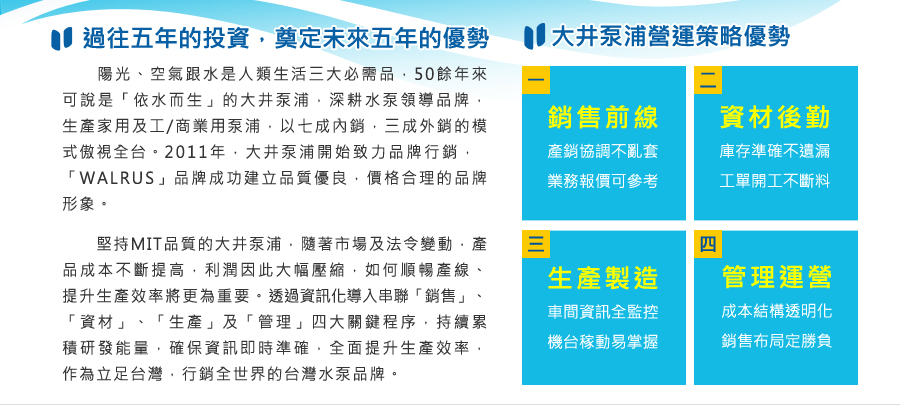 過往五年的投資，奠定未來五年的優勢
陽光、空氣跟水是人類生活三大必需品，50餘年來
可說是「依水而生」的大井泵浦，深耕水泵領導品牌，
生產家用及工/商業用泵浦，以七成內銷，三成外銷的模
式傲視全台。2011年，大井泵浦開始致力品牌行銷，
「WALRUS」品牌成功建立品質優良，價格合理的品牌
形象。
堅持MIT品質的大井泵浦，隨著市場及法令變動，產
品成本不斷提高，利潤因此大幅壓縮，如何順暢產線、
提升生產效率將更為重要。透過資訊化導入串聯「銷售」、
「資材」、「生產」及「管理」四大關鍵程序，持續累
積研發能量，確保資訊即時準確，全面提升生產效率，
作為立足台灣，行銷全世界的台灣水泵品牌。
大井泵浦營運策略優勢
一
銷售前線
產銷協調不亂套
業務報價可參考
二
資材後勤
庫存準確不遺漏
工單開工不斷料
三
生產製造
車間資訊全監控
機台稼動易掌握
四
管理運營
成本結構透明化
銷售布局定勝負